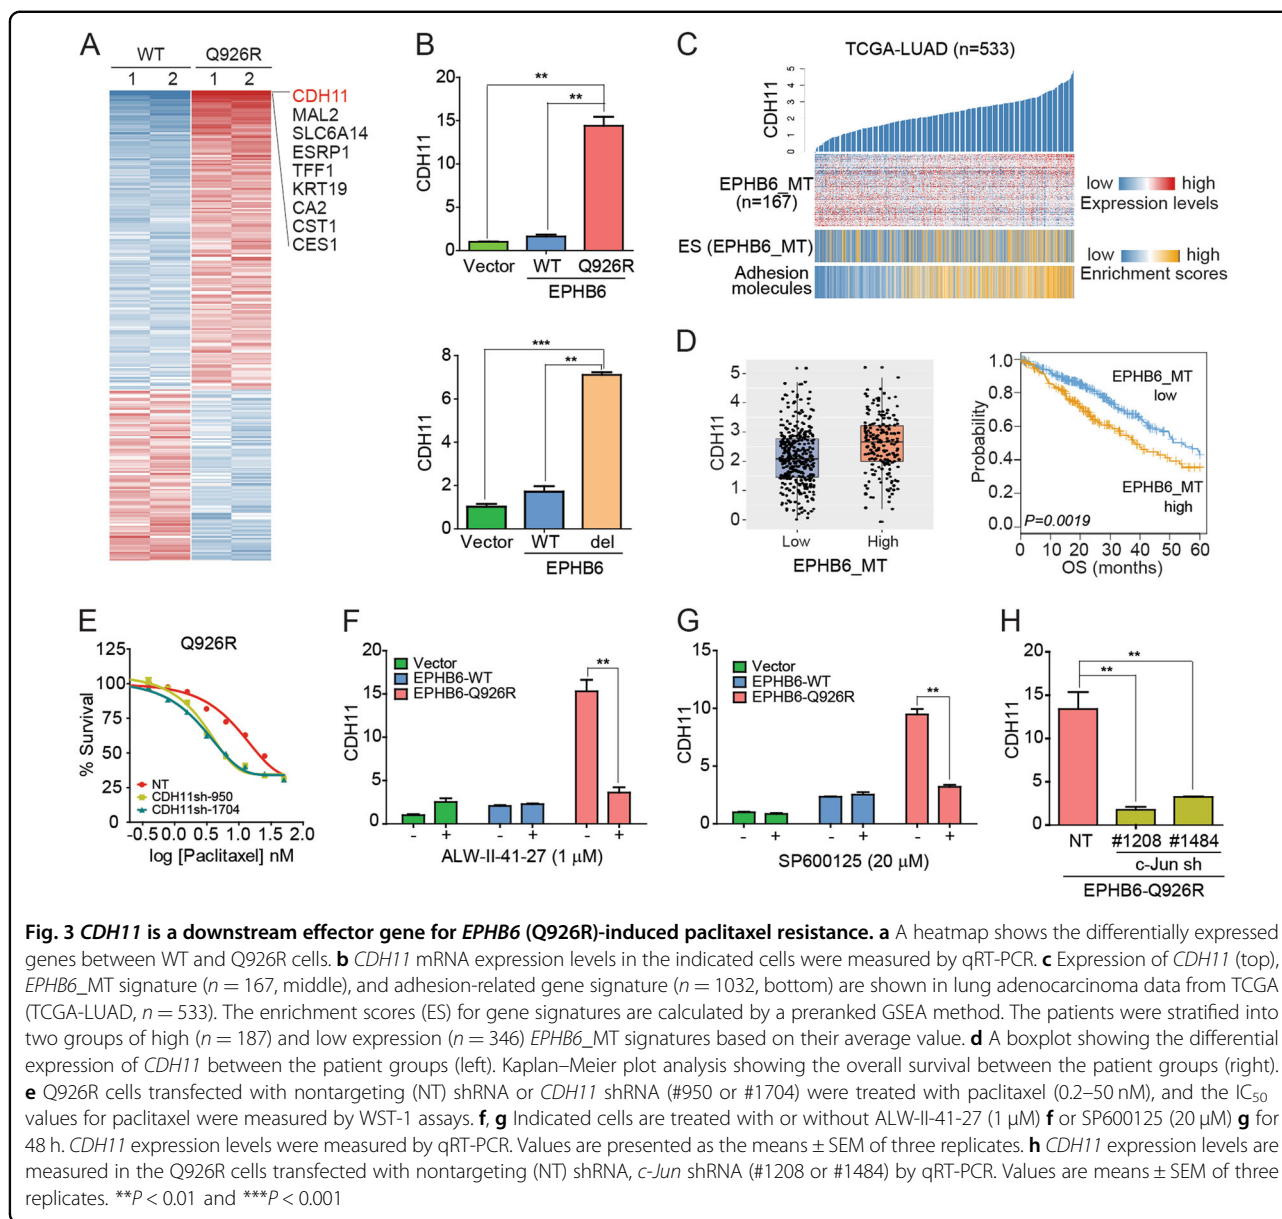 A
WT Q926R
1 2 1 2
CDH11
MAL2
SLC6A14
ESRP1
TFF1
KRT19
CA2
CST1
CES1
B
20
15
10
5
0
CDH11
**
**
Vector WT Q926R
EPHB6
8
6
4
2
0
CDH11
***
**
Vector WT del
EPHB6
C
TCGA-LUAD (n=533)
CDH11
5
4
3
2
1
0
EPHB6_MT
(n=167)
low high
Expression levels
ES (EPHB6_MT)
Adhesion
molecules
low high
Enrichment scores
D
CDH11
5
4
3
2
1
0
Low High
EPHB6_MT
Probability
1.0
0.8
0.6
0.4
0.2
0.0
EPHB6_MT
low
EPHB6_MT
high
P=0.0019
0 10 20 30 40 50 60
OS (months)
E
Q926R
% Survival
125
100
75
50
25
0
NT
CDH11sh-950
CDH11sh-1704
-0.5 0.0 0.5 1.0 1.5 2.0
log [Paclitaxel] nM
F
CDH11
20
15
10
5
0
Vector
EPHB6-WT
EPHB6-Q926R
**
- + - + - +
ALW-II-41-27 (1 μM)
G
CDH11
15
10
5
0
Vector
EPHB6-WT
EPHB6-Q926R
**
- + - + - +
SP600125 (20 μM)
H
CDH11
20
15
10
5
0
**
**
NT #1208 #1484
c-Jun sh
EPHB6-Q926R
Fig. 3 CDH11 is a downstream effector gene for EPHB6 (Q926R)-induced paclitaxel resistance. a A heatmap shows the differentially expressed
genes between WT and Q926R cells. b CDH11 mRNA expression levels in the indicated cells were measured by qRT-PCR. c Expression of CDH11 (top),
EPHB6_MT signature (n = 167, middle), and adhesion-related gene signature (n = 1032, bottom) are shown in lung adenocarcinoma data from TCGA
(TCGA-LUAD, n = 533). The enrichment scores (ES) for gene signatures are calculated by a preranked GSEA method. The patients were stratified into
two groups of high (n = 187) and low expression (n = 346) EPHB6_MT signatures based on their average value. d A boxplot showing the differential
expression of CDH11 between the patient groups (left). Kaplan–Meier plot analysis showing the overall survival between the patient groups (right).
e Q926R cells transfected with nontargeting (NT) shRNA or CDH11 shRNA (#950 or #1704) were treated with paclitaxel (0.2–50 nM), and the IC50
values for paclitaxel were measured by WST-1 assays. f, g Indicated cells are treated with or without ALW-II-41-27 (1 μM) f or SP600125 (20 μM) g for
48 h. CDH11 expression levels were measured by qRT-PCR. Values are presented as the means ± SEM of three replicates. h CDH11 expression levels are
measured in the Q926R cells transfected with nontargeting (NT) shRNA, c-Jun shRNA (#1208 or #1484) by qRT-PCR. Values are means ± SEM of three
replicates. **P < 0.01 and ***P < 0.001